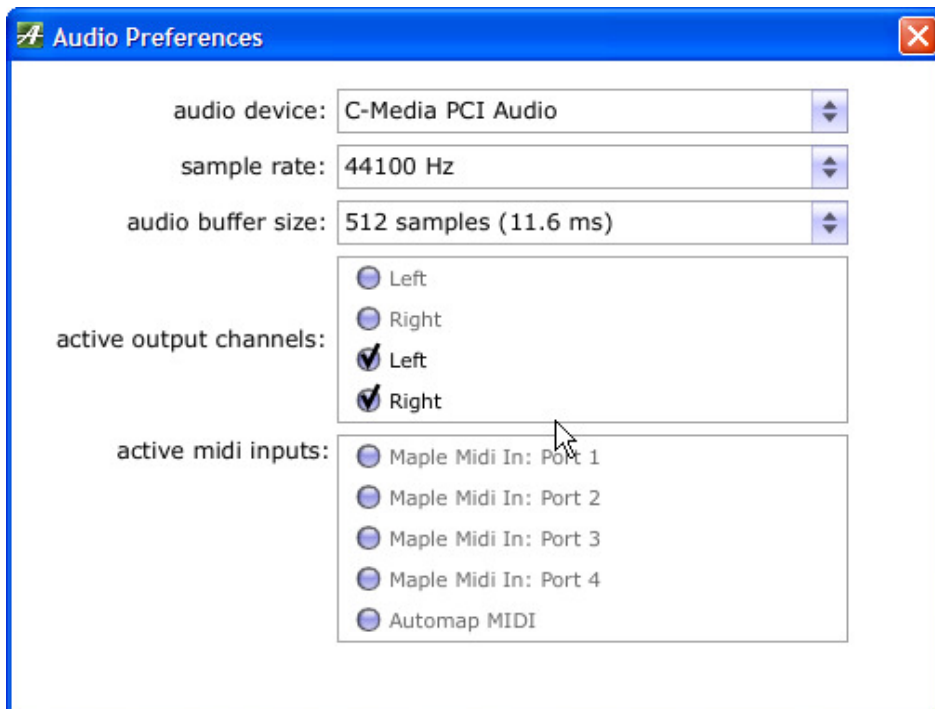 Audio Preferences
audio device: C-Media PCI Audio
sample rate: 44100 Hz
audio buffer size: 512 samples (11.6 ms)
active output channels:
Left
Right
Left
Right
active midi inputs:
Maple Midi In: Port 1
Maple Midi In: Port 2
Maple Midi In: Port 3
Maple Midi In: Port 4
Automap MIDI